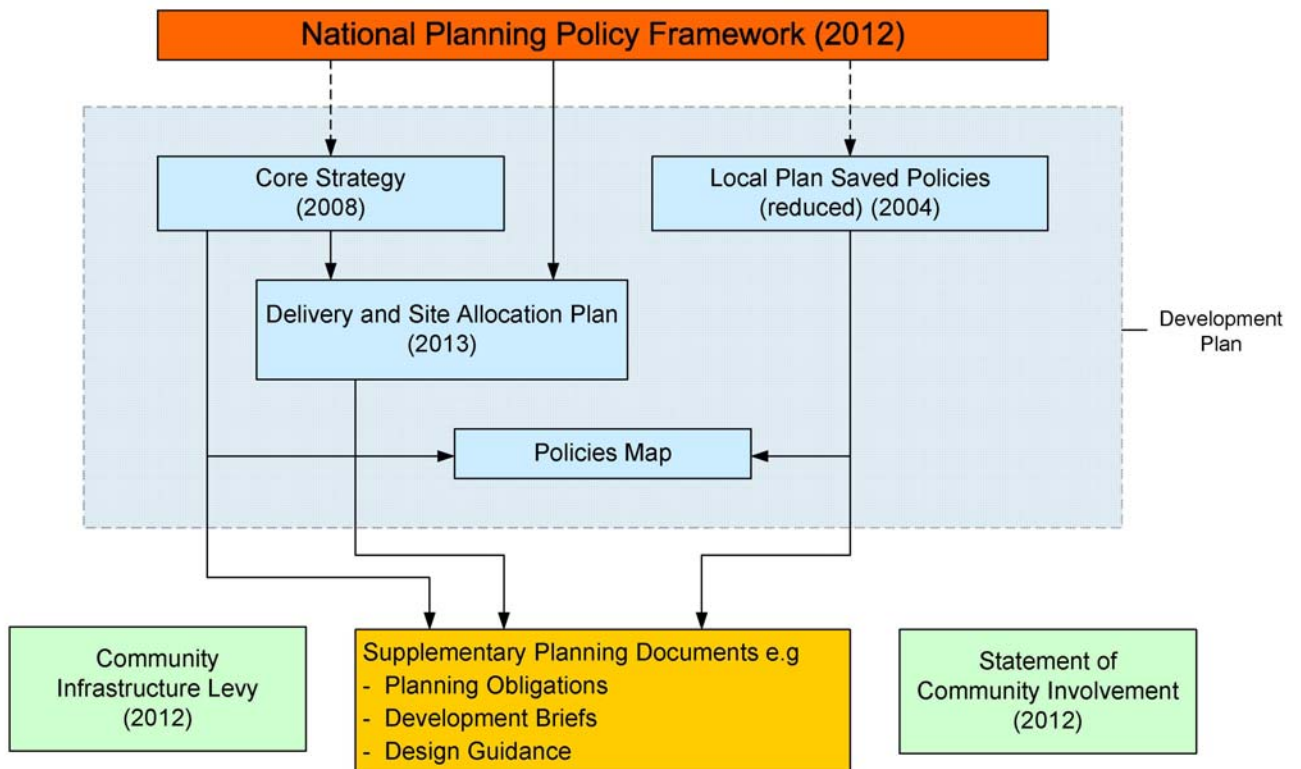 National Planning Policy Framework (2012)
Core Strategy
(2008)
Local Plan Saved Policies
(reduced) (2004)
Delivery and Site Allocation Plan
(2013)
Development
Plan
Policies Map
Community
Infrastructure Levy
(2012)
Supplementary Planning Documents e.g
- Planning Obligations
- Development Briefs
- Design Guidance
Statement of
Community Involvement
(2012)